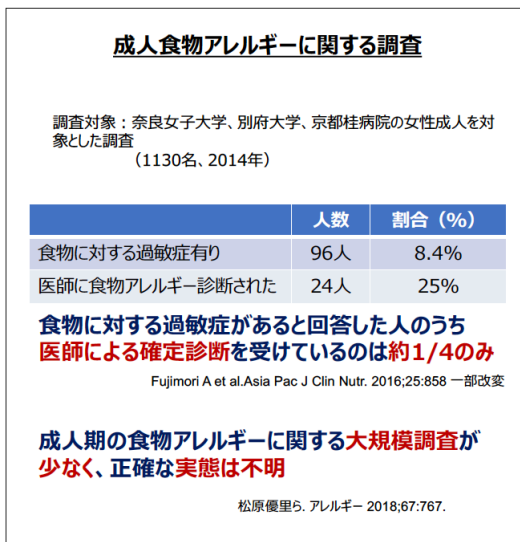 成人食物アレルギーに関する調査
調査対象：奈良女子大学、別府大学、京都桂病院の女性成人を対
象とした調査
（1130名、2014年）
人数 割合（%）
食物に対する過敏症有り 96人 8.4%
医師に食物アレルギー診断された 24人 25%
食物に対する過敏症があると回答した人のうち
医師による確定診断を受けているのは約1/4のみ
Fujimori A et al.Asia Pac J Clin Nutr. 2016;25:858 一部改変
成人期の食物アレルギーに関する大規模調査が
少なく、正確な実態は不明
松原優里ら. アレルギー 2018;67:767.